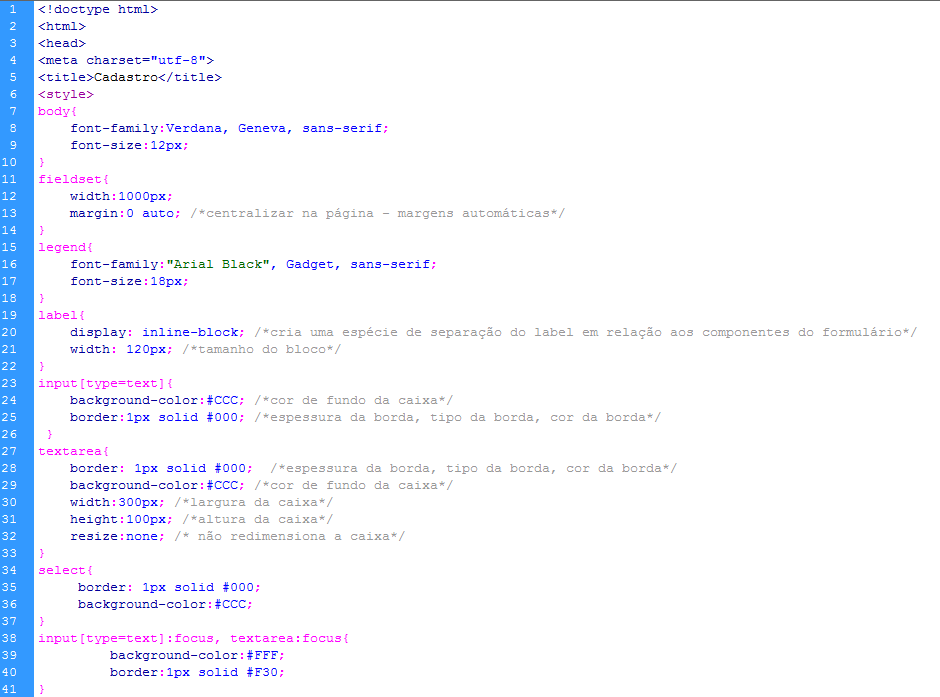 1 <!doctype html>
2 <html>
3 <head>
4 <meta charset="utf-8">
5 <title>Cadastro</title>
6 <style>
7 body{
8     font-family:Verdana, Geneva, sans-serif;
9     font-size:12px;
10 }
11 fieldset{
12     width:1000px;
13     margin:0 auto; /*centralizar na página - margens automáticas*/
14 }
15 legend{
16     font-family:"Arial Black", Gadget, sans-serif;
17     font-size:18px;
18 }
19 label{
20     display: inline-block; /*cria uma espécie de separação do label em relação aos componentes do formulário*/
21     width: 120px; /*tamanho do bloco*/
22 }
23 input[type=text]{
24     background-color:#CCC; /*cor de fundo da caixa*/
25     border:1px solid #000; /*espessura da borda, tipo da borda, cor da borda*/
26  }
27 textarea{
28     border: 1px solid #000;  /*espessura da borda, tipo da borda, cor da borda*/
29     background-color:#CCC; /*cor de fundo da caixa*/
30     width:300px; /*largura da caixa*/
31     height:100px; /*altura da caixa*/
32     resize:none; /* não redimensiona a caixa*/
33 }
34 select{
35      border: 1px solid #000;
36      background-color:#CCC;
37 }
38 input[type=text]:focus, textarea:focus{
39          background-color:#FFF;
40          border:1px solid #F30;
41 }